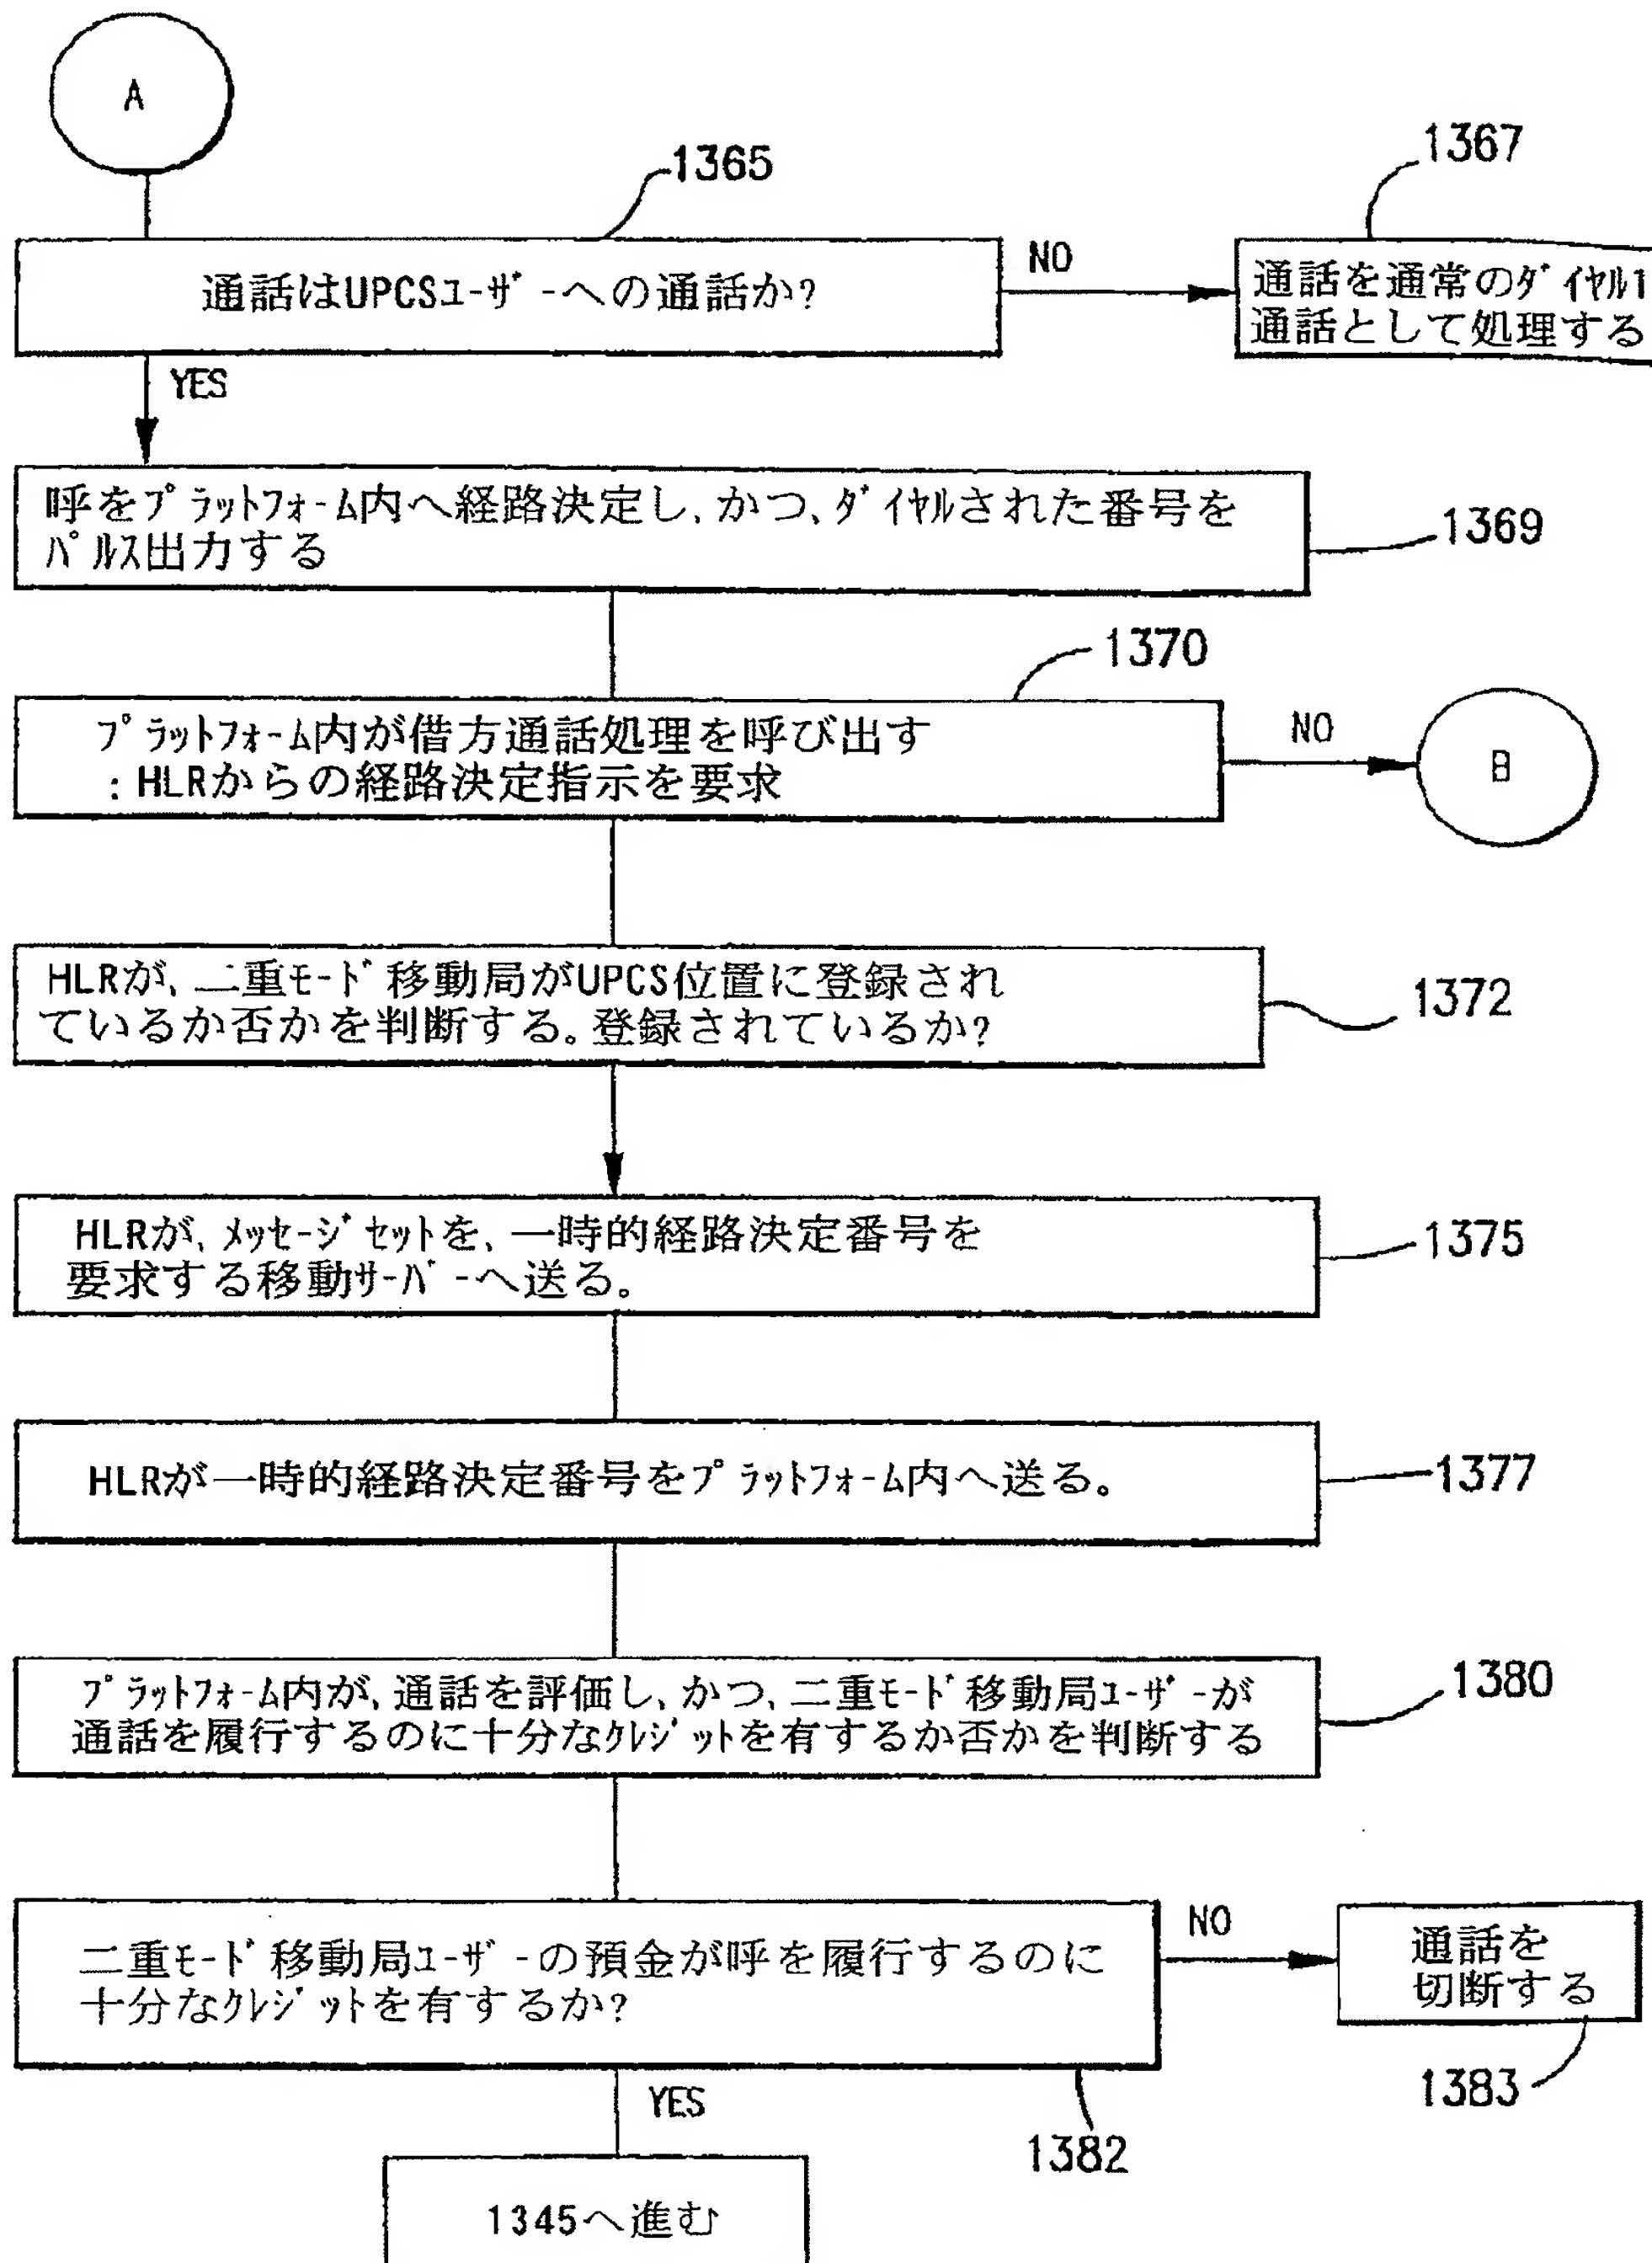 A
1365
1367
通話はUPCSユーザーへの通話か?
NO
通話を通常のダイヤル1
通話として処理する
YES
呼をプラットフォーム内へ経路決定し、かつ、ダイヤルされた番号を
パルス出力する
1369
1370
プラットフォーム内が借方通話処理を呼び出す
:HLRからの経路決定指示を要求
NO
B
HLRが、二重モード移動局がUPCS位置に登録され
ているか否かを判断する。登録されているか?
1372
HLRが、メッセージセットを、一時的経路決定番号を
要求する移動サーバーへ送る。
1375
HLRが一時的経路決定番号をプラットフォーム内へ送る。
1377
プラットフォーム内が、通話を評価し、かつ、二重モード移動局ユーザーが
通話を履行するのに十分なクレジットを有するか否かを判断する
1380
二重モード移動局ユーザーの預金が呼を履行するのに
十分なクレジットを有するか?
NO
通話を
切断する
1383
YES
1382
1345へ進む